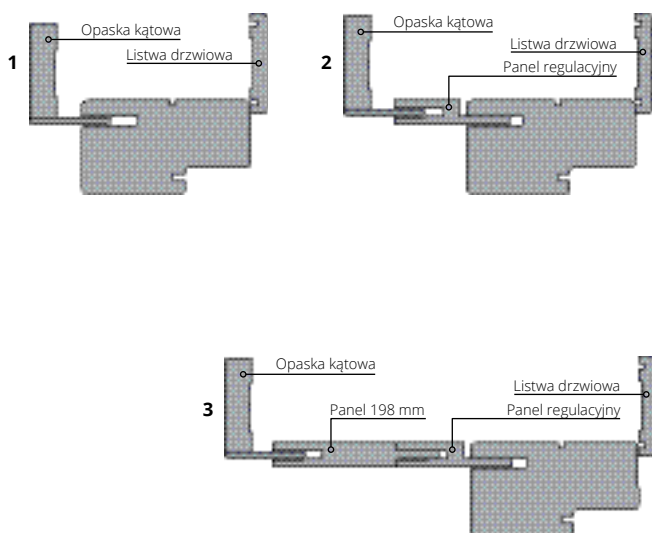 Opaska kątowa
Listwa drzwiowa
1
Opaska kątowa
Listwa drzwiowa
2
Panel regulacyjny
Opaska kątowa
Listwa drzwiowa
3
Panel 198 mm
Panel regulacyjny